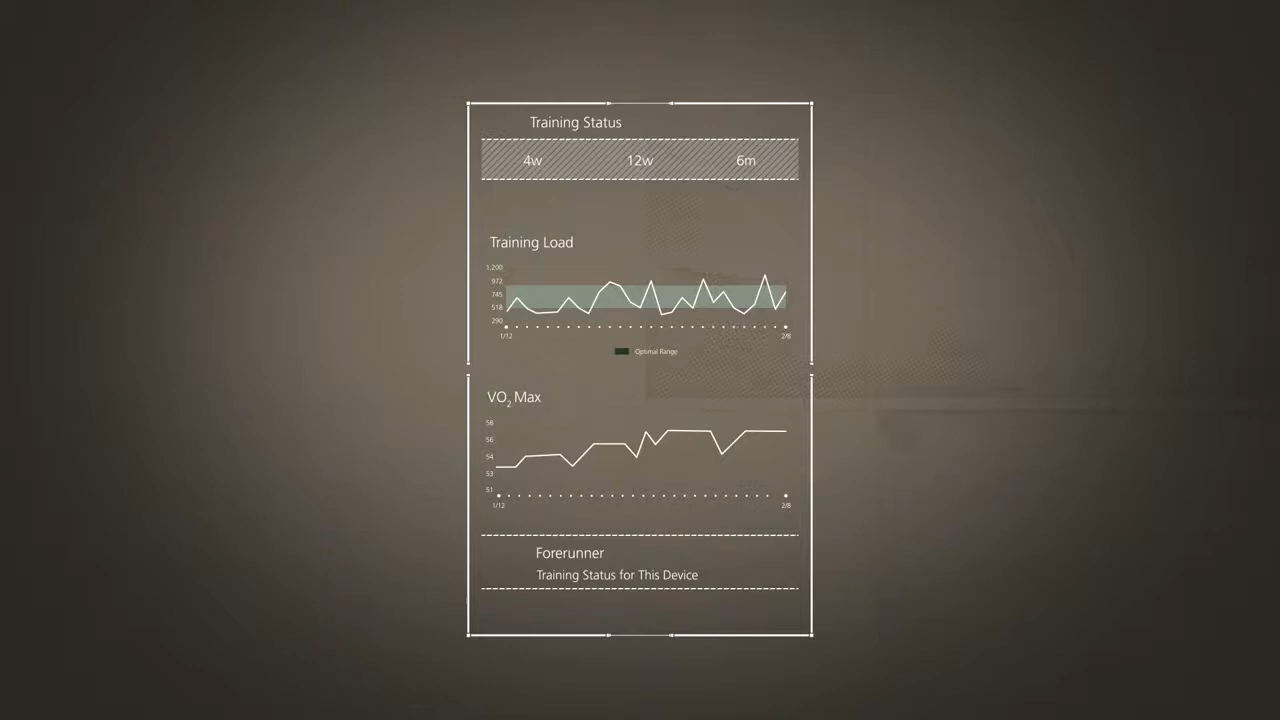 Training Status
4w 12w 6m
Training Load
1,200
972
745
518
290
1/12 2/8
Optimal Range
VO2 Max
58
56
54
53
51
1/12 2/8
Forerunner
Training Status for This Device